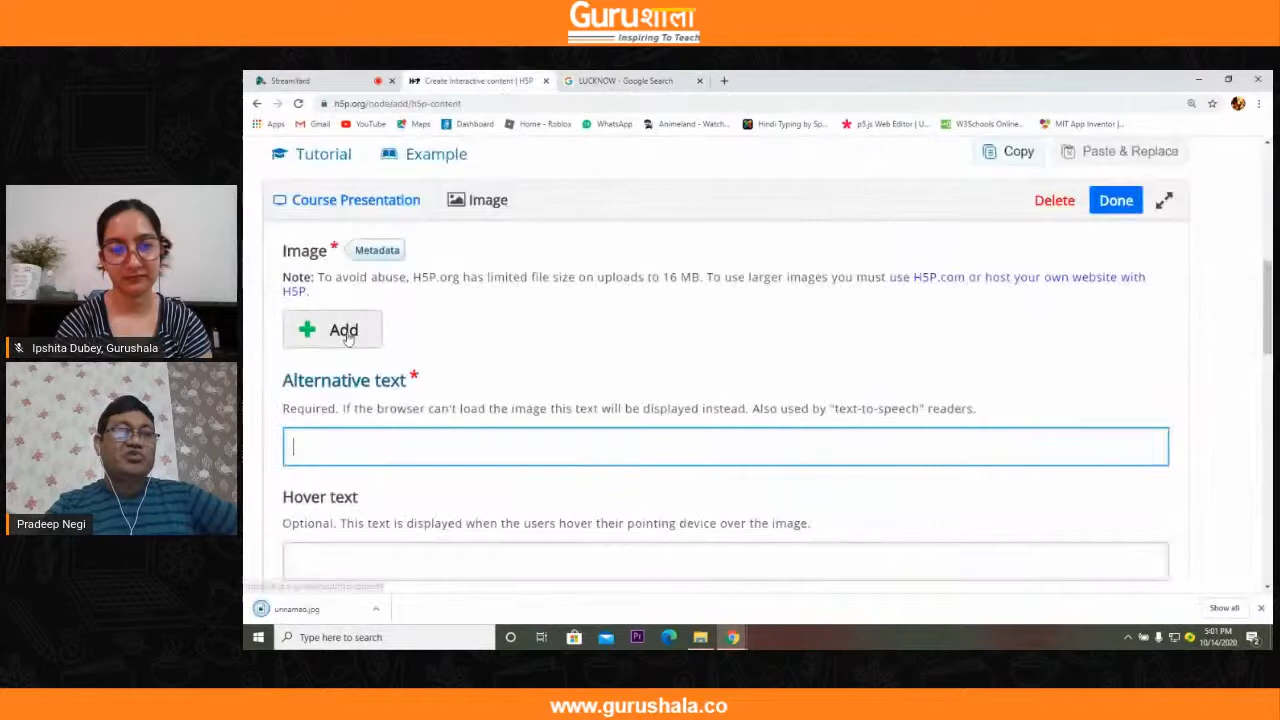 Guruशाला
Inspiring To Teach
StreamYard
Create Interactive content | H5P
LUCKNOW - Google Search
h5p.org/node/add/h5p-content
Apps
Gmail
YouTube
Maps
Dashboard
Home - Roblox
WhatsApp
Animeland - Watch...
Hindi Typing by Sp...
p5.js Web Editor | U...
W3Schools Online...
MIT App Inventor |...
Tutorial
Example
Copy
Paste & Replace
Course Presentation
Image
Delete
Done
Image *
Metadata
Note: To avoid abuse, H5P.org has limited file size on uploads to 16 MB. To use larger images you must use H5P.com or host your own website with
H5P.
Add
Alternative text *
Required. If the browser can't load the image this text will be displayed instead. Also used by "text-to-speech" readers.
Hover text
Optional. This text is displayed when the users hover their pointing device over the image.
Ipshita Dubey, Gurushala
Pradeep Negi
Show all
Type here to search
Pr
5:01 PM
10/14/2020
www.gurushala.co